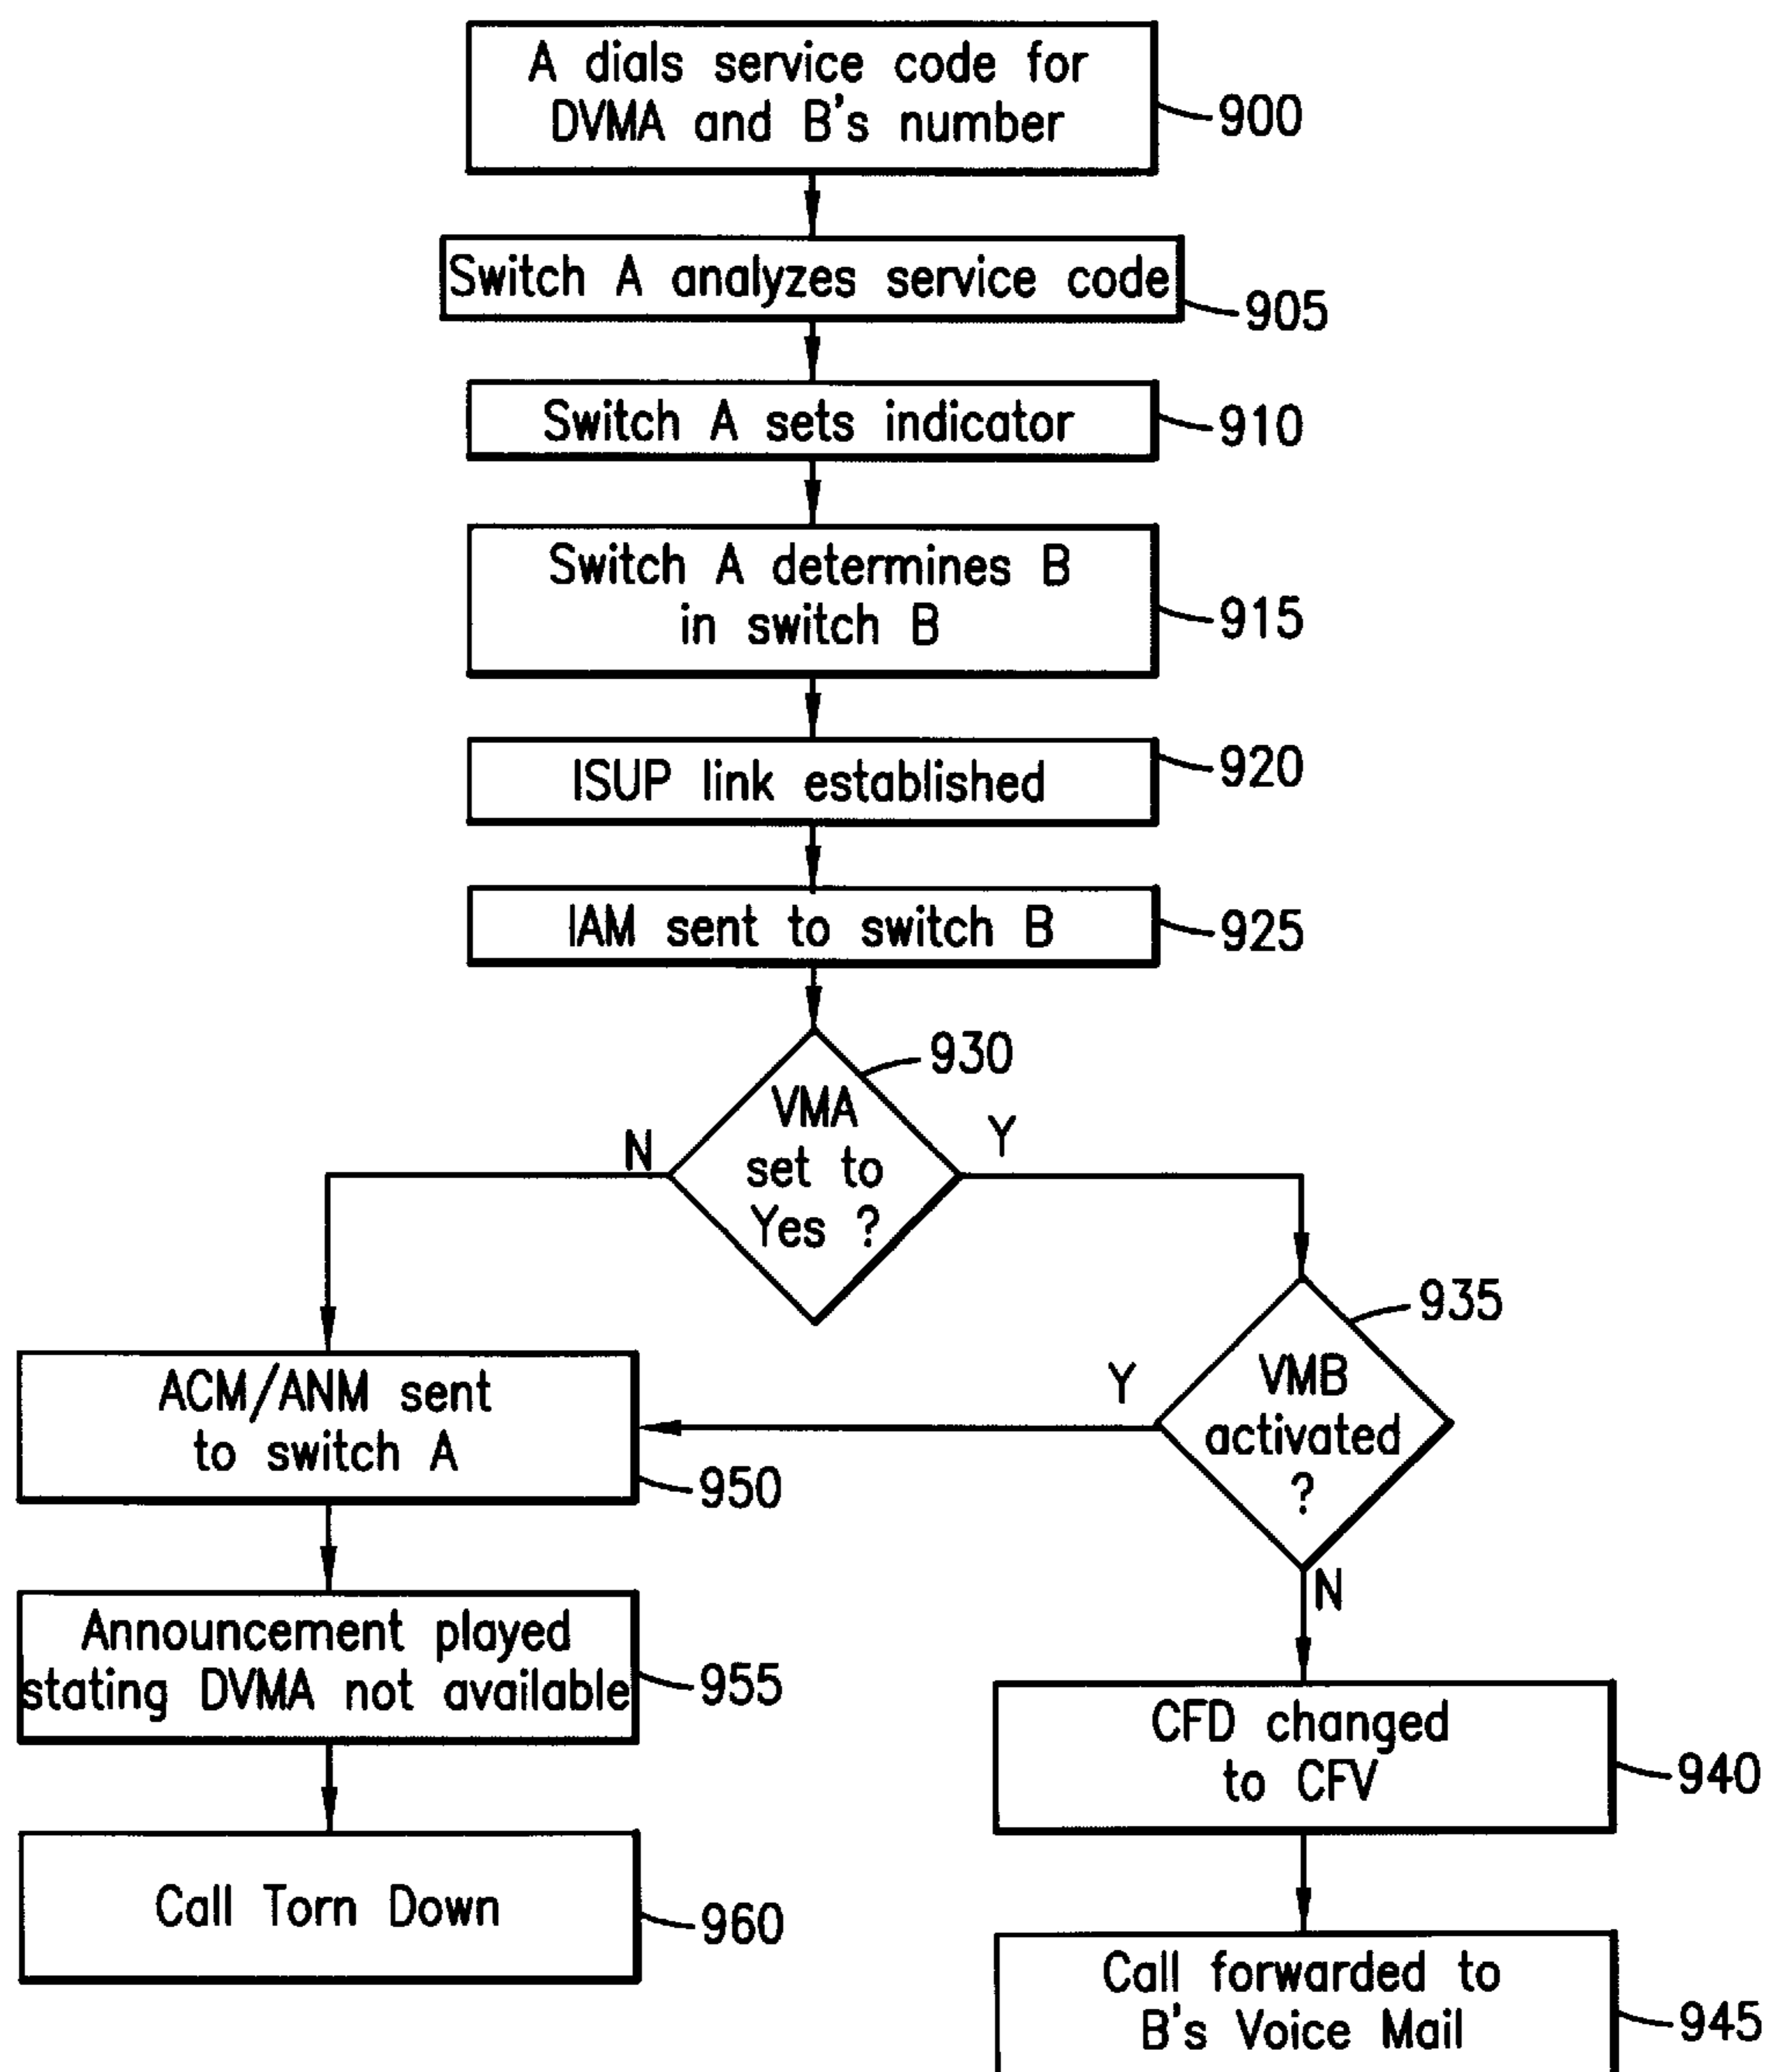 A dials service code for
DVMA and B's number
900
Switch A analyzes service code
905
Switch A sets indicator
910
Switch A determines B
in switch B
915
ISUP link established
920
IAM sent to switch B
925
930
VMA
set to
Yes ?
N
Y
935
VMB
activated
?
Y
N
ACM/ANM sent
to switch A
950
Announcement played
stating DVMA not available
955
CFD changed
to CFV
940
Call Torn Down
960
Call forwarded to
B's Voice Mail
945